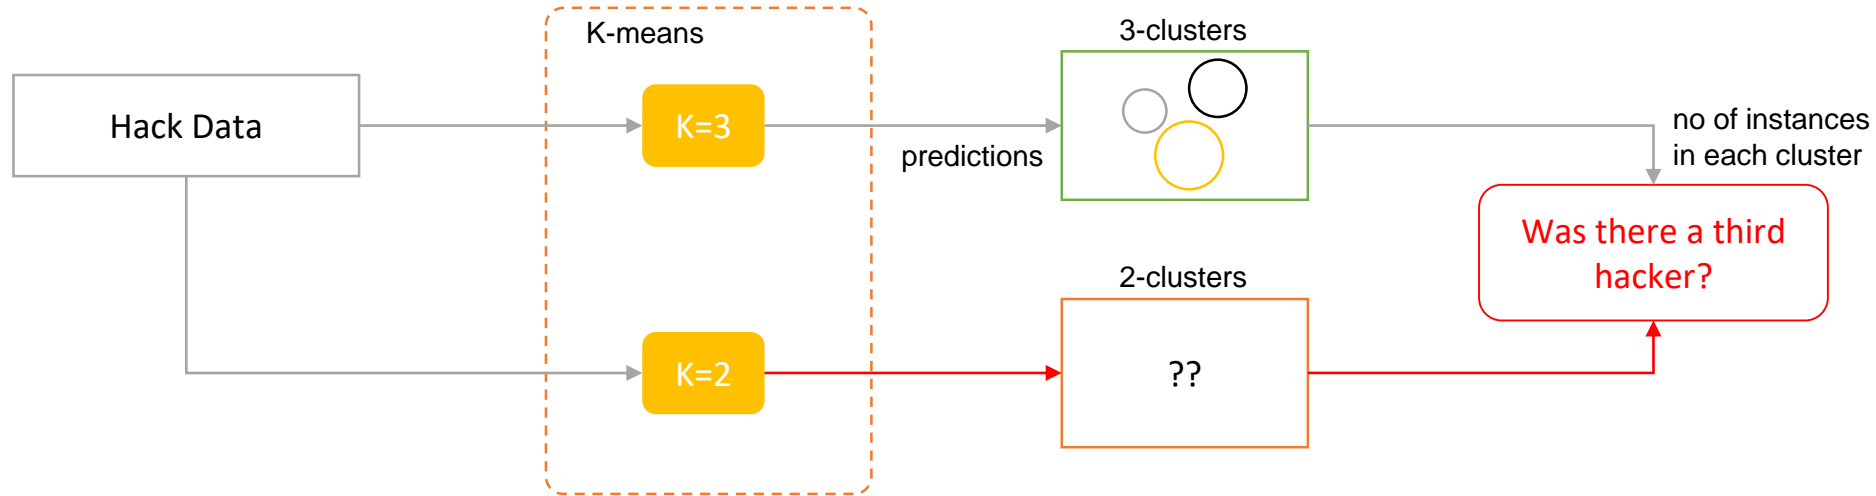 K-means
3-clusters
Hack Data
K=3
predictions
no of instances
in each cluster
Was there a third
hacker?
2-clusters
K=2
??